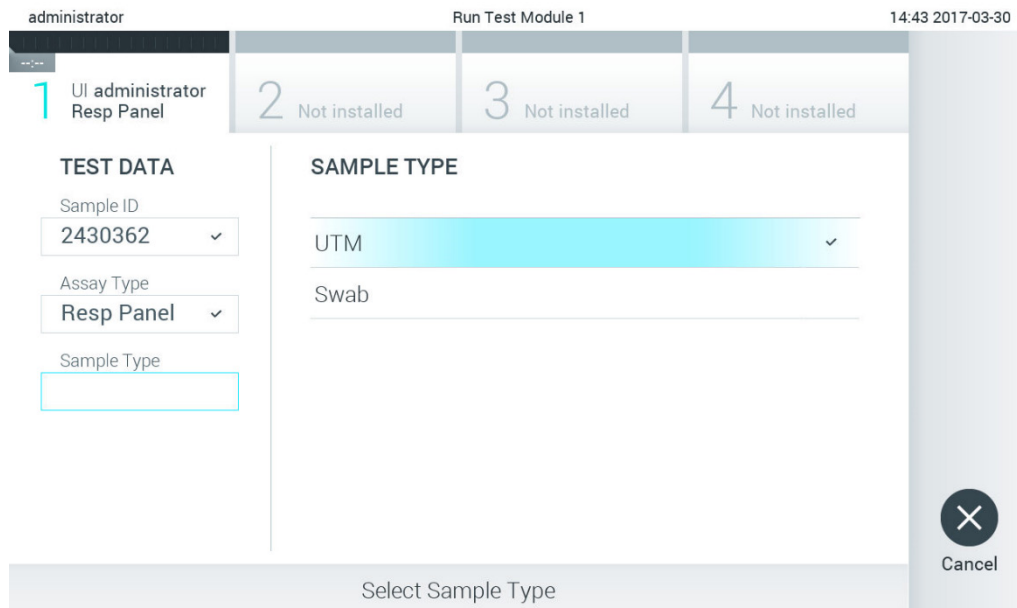 administrator
Run Test Module 1
14:43 2017-03-30
--:--
1
UI administrator
Resp Panel
2 Not installed
3 Not installed
4 Not installed
TEST DATA
Sample ID
2430362
Assay Type
Resp Panel
Sample Type
SAMPLE TYPE
UTM
Swab
Cancel
Select Sample Type